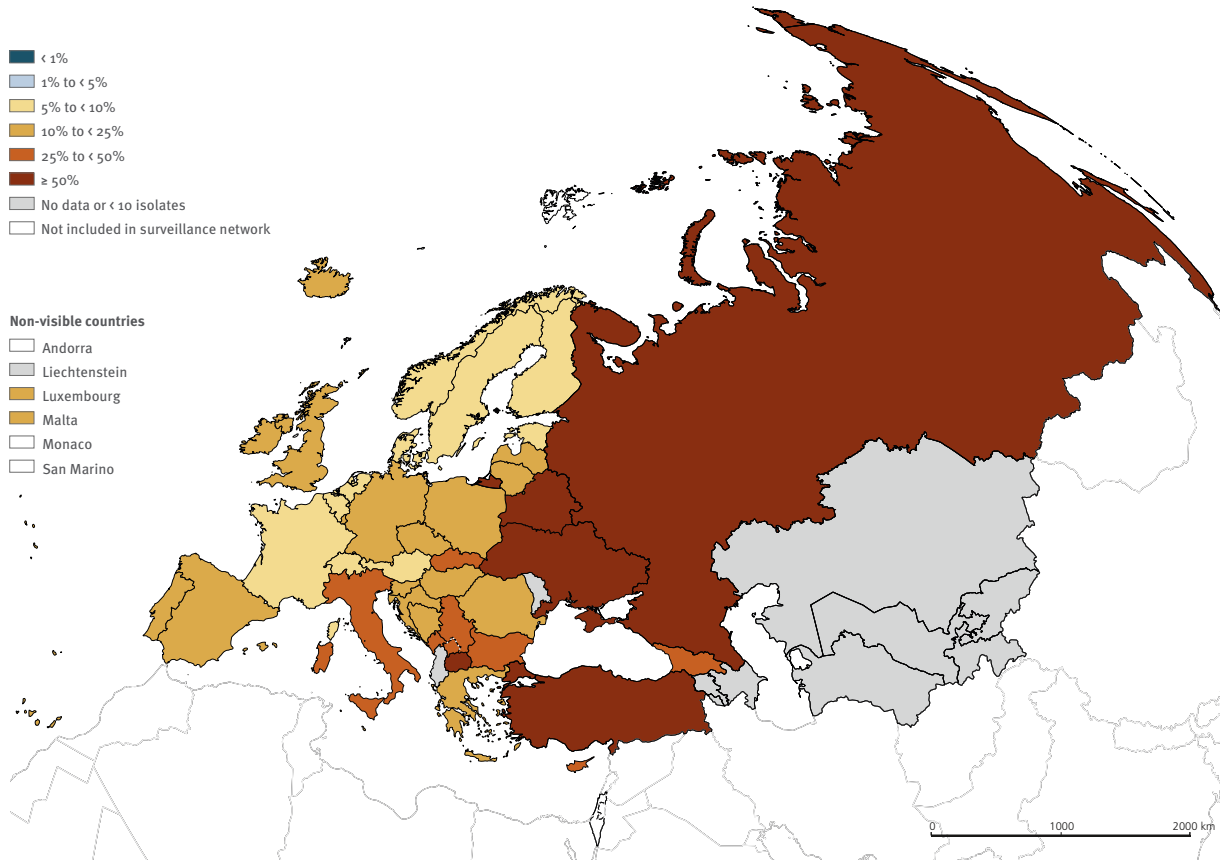 < 1%
1% to < 5%
5% to < 10%
10% to < 25%
25% to < 50%
≥ 50%
No data or < 10 isolates
Not included in surveillance network
Non-visible countries
Andorra
Liechtenstein
Luxembourg
Malta
Monaco
San Marino
0 1000 2000 km